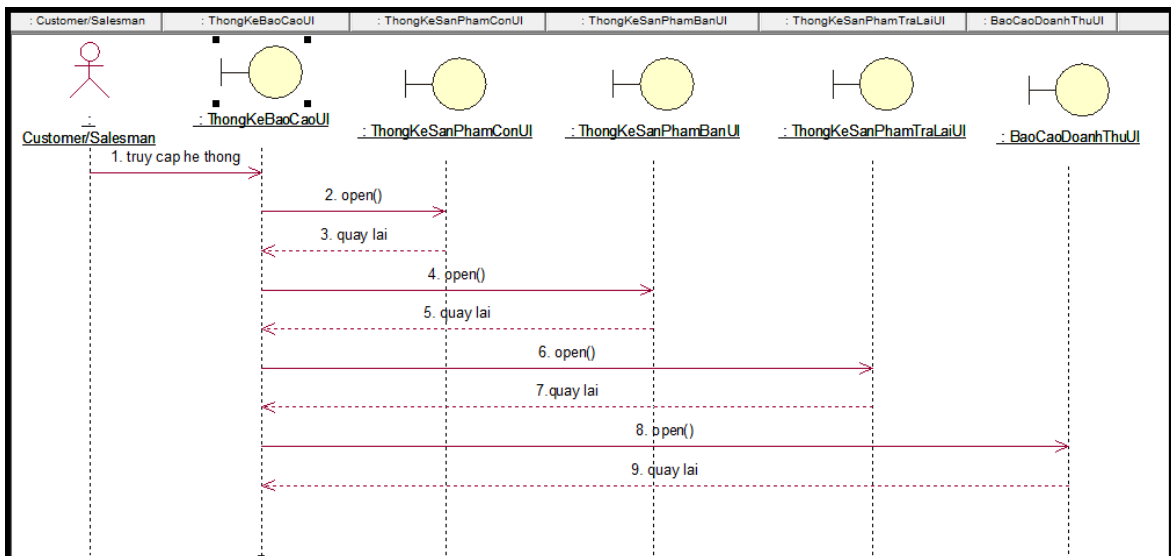 : Customer/Salesman
: ThongKeBaoCaoUI
: ThongKeSanPhamConUI
: ThongKeSanPhamBanUI
: ThongKeSanPhamTraLaiUI
: BaoCaoDoanhThuUI
:
Customer/Salesman
: ThongKeBaoCaoUI
: ThongKeSanPhamConUI
: ThongKeSanPhamBanUI
: ThongKeSanPhamTraLaiUI
: BaoCaoDoanhThuUI
1. truy cap he thong
2. open()
3. quay lai
4. open()
5. quay lai
6. open()
7.quay lai
8. open()
9. quay lai